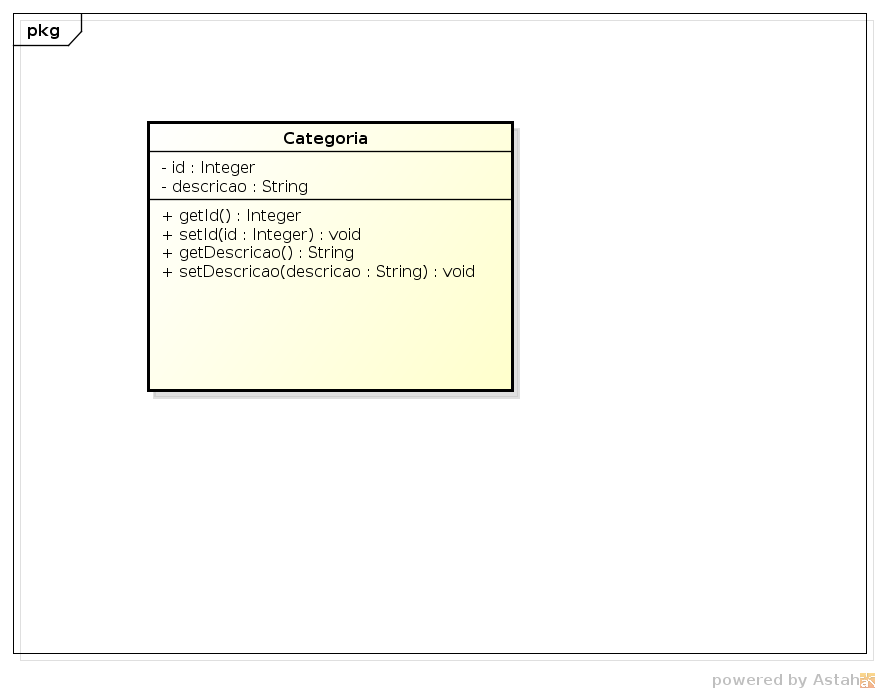 pkg
Categoria
- id : Integer
- descricao : String
+ getId() : Integer
+ setId(id : Integer) : void
+ getDescricao() : String
+ setDescricao(descricao : String) : void
powered by Astah